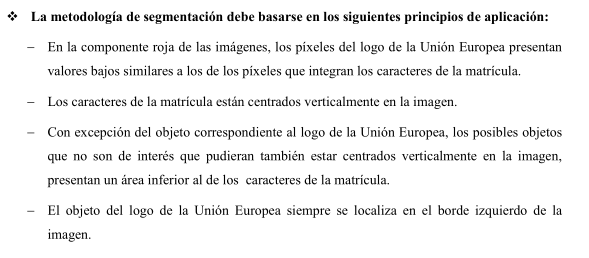 ❖ La metodología de segmentación debe basarse en los siguientes principios de aplicación:
– En la componente roja de las imágenes, los píxeles del logo de la Unión Europea presentan
valores bajos similares a los de los píxeles que integran los caracteres de la matrícula.
– Los caracteres de la matrícula están centrados verticalmente en la imagen.
– Con excepción del objeto correspondiente al logo de la Unión Europea, los posibles objetos
que no son de interés que pudieran también estar centrados verticalmente en la imagen,
presentan un área inferior al de los caracteres de la matrícula.
– El objeto del logo de la Unión Europea siempre se localiza en el borde izquierdo de la
imagen.